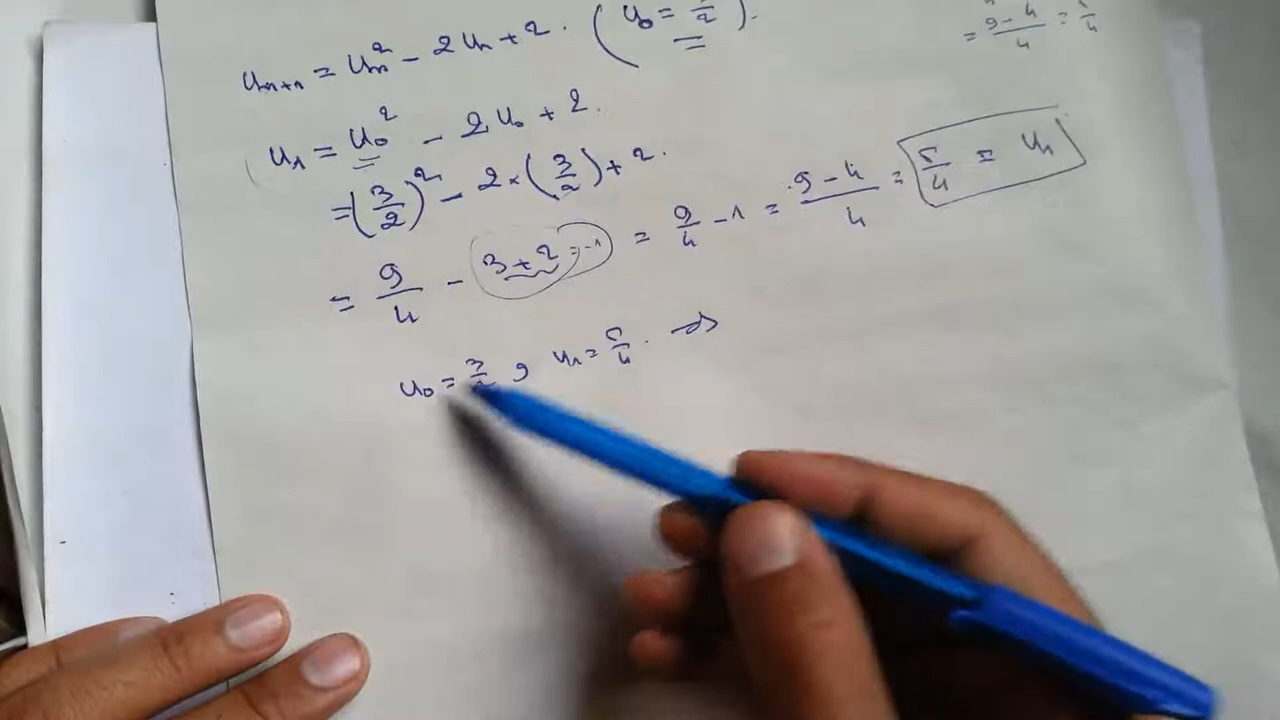 = 9-4/4 = 5/4
u_{n+1} = u_n^2 - 2u_n + 2. (u_0 = 3/2).
u_1 = u_0^2 - 2u_0 + 2.
= (3/2)^2 - 2×(3/2) + 2.
= 9/4 - 3+2 = -1 = 9/4 - 1 = 9-4/4 = 5/4 = u_1
u_0 = 3/2 , u_1 = 5/4 . ⇒